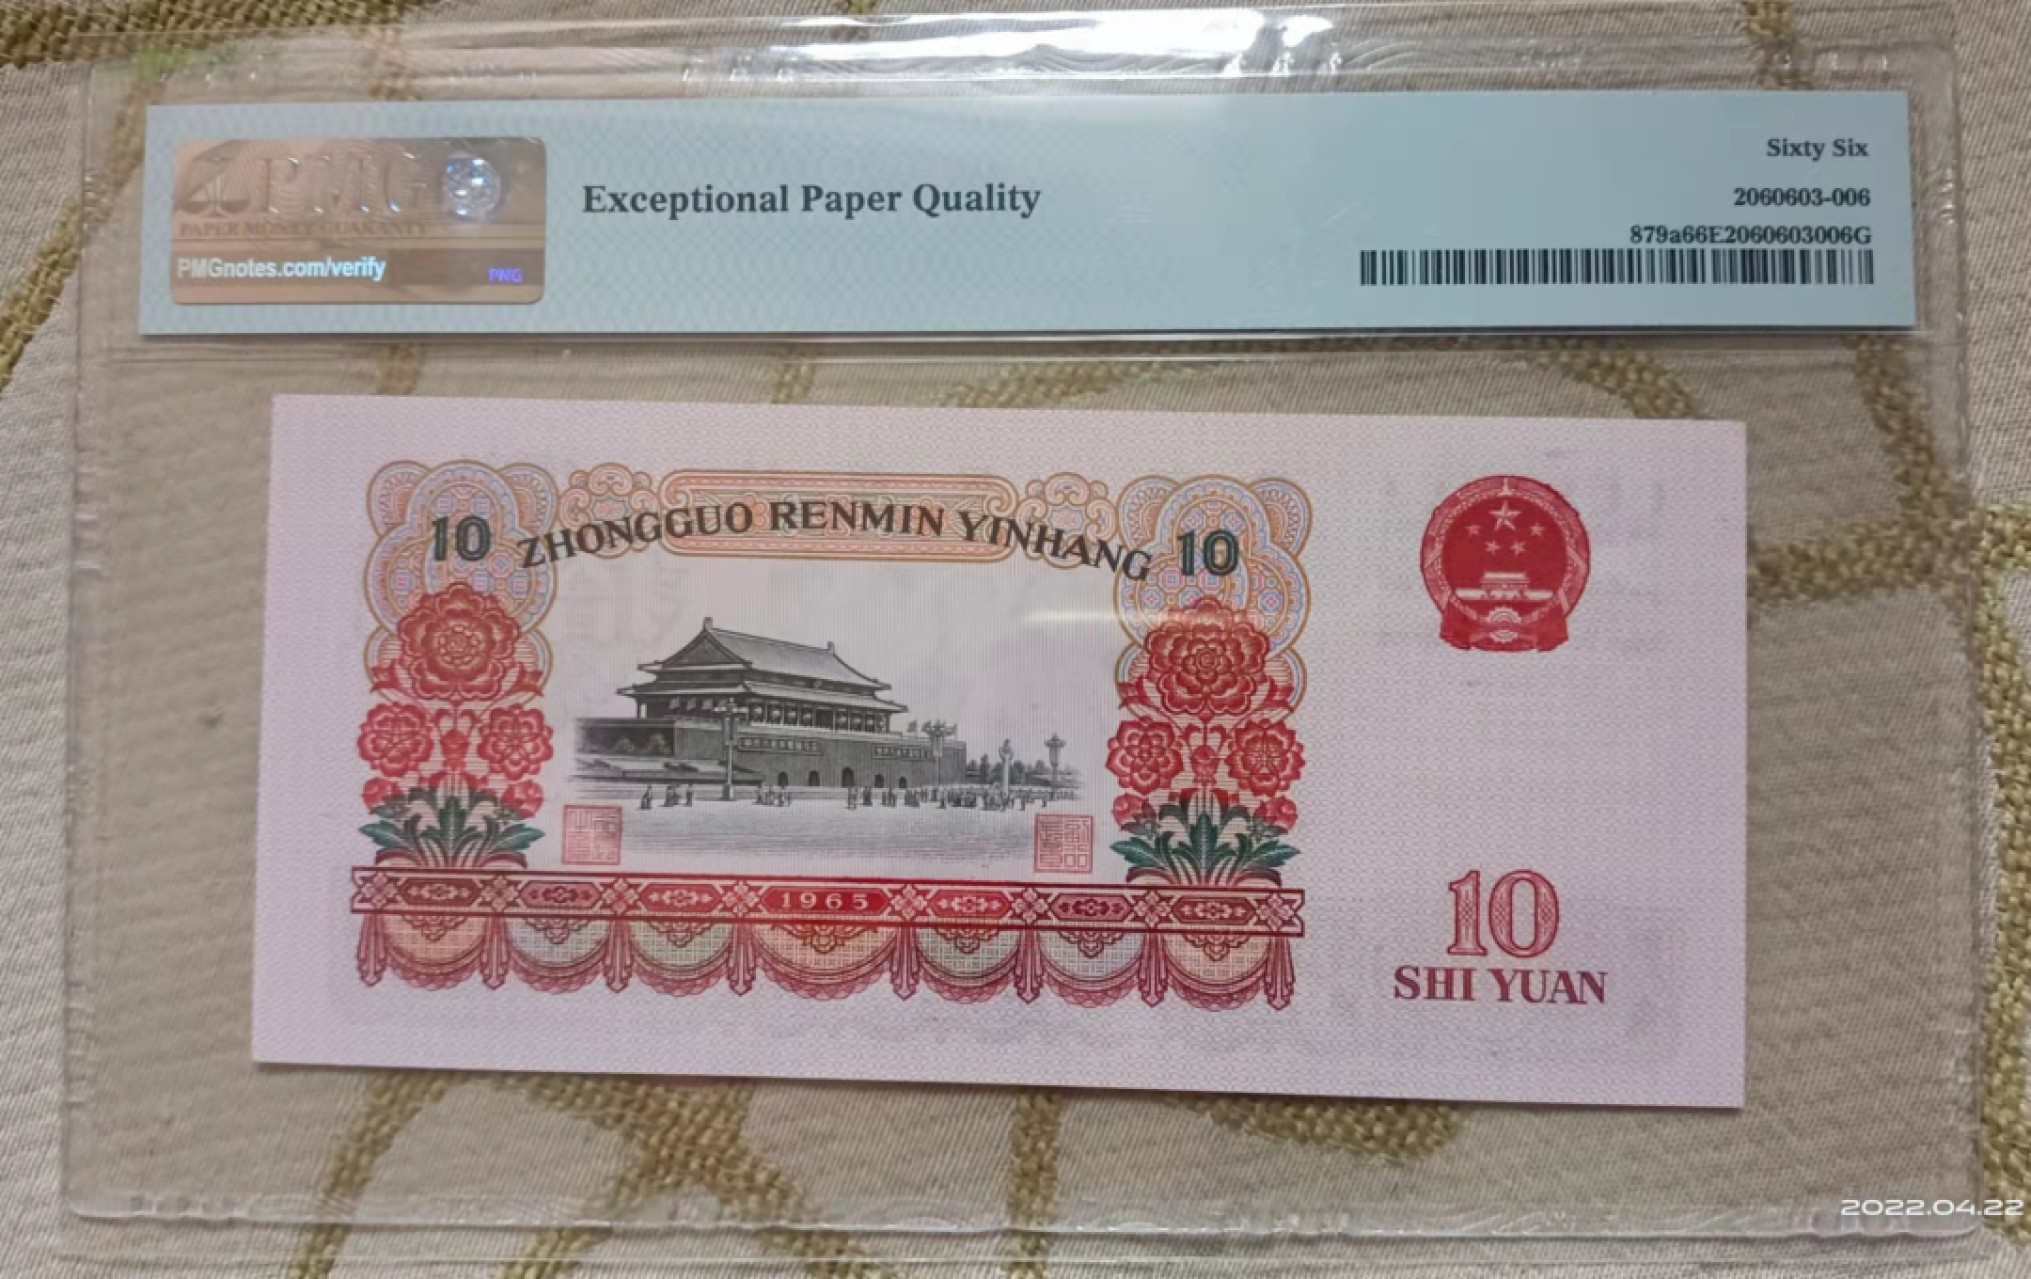 PMG
PAPER MONEY GUARANTY
PMGnotes.com/verify
PMG
Exceptional Paper Quality
Sixty Six
2060603-006
879a66E2060603006G
10 ZHONGGUO RENMIN YINHANG 10
1965
10
SHI YUAN
2022.04.22